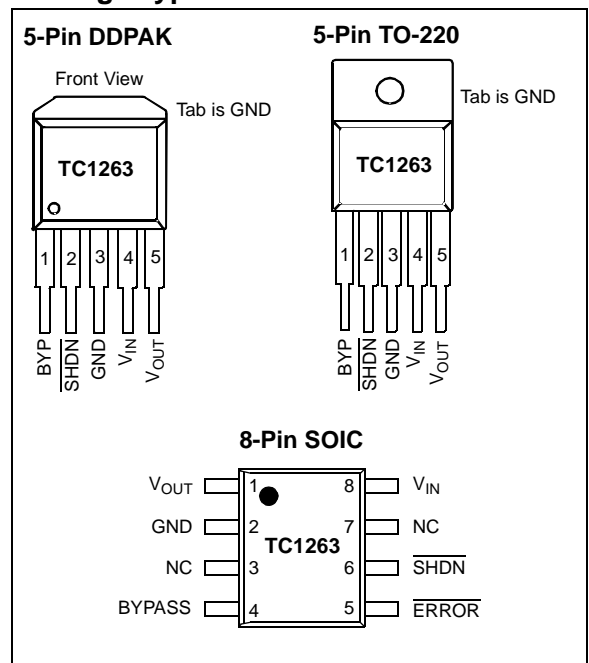 5-Pin DDPAK
Front View
Tab is GND
TC1263
1 2 3 4 5
BYP
SHDN
GND
VIN
VOUT
5-Pin TO-220
Tab is GND
TC1263
1 2 3 4 5
BYP
SHDN
GND
VIN
VOUT
8-Pin SOIC
VOUT 1 8 VIN
GND 2 7 NC
TC1263
NC 3 6 SHDN
BYPASS 4 5 ERROR